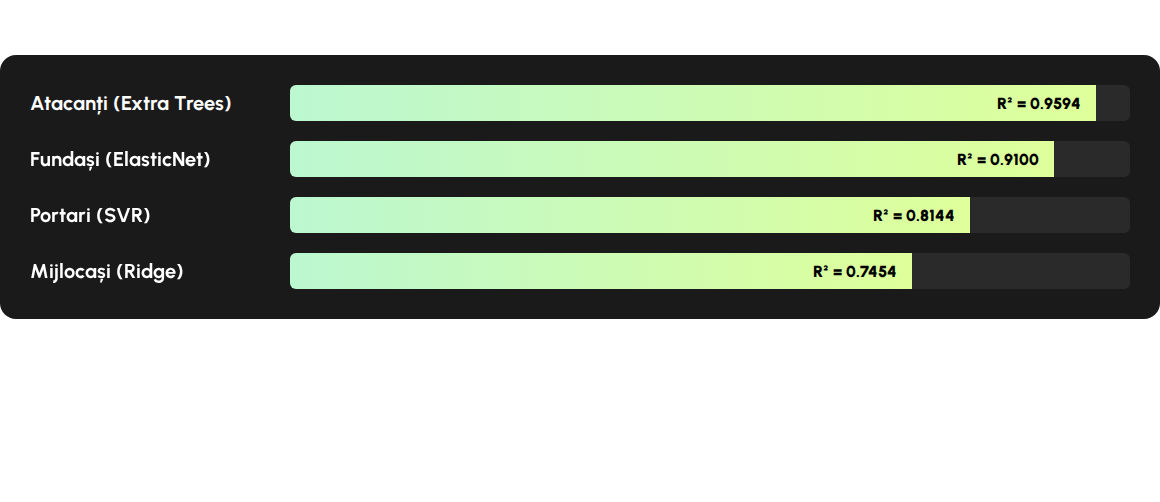 Atacanți (Extra Trees)
R² = 0.9594
Fundași (ElasticNet)
R² = 0.9100
Portari (SVR)
R² = 0.8144
Mijlocași (Ridge)
R² = 0.7454